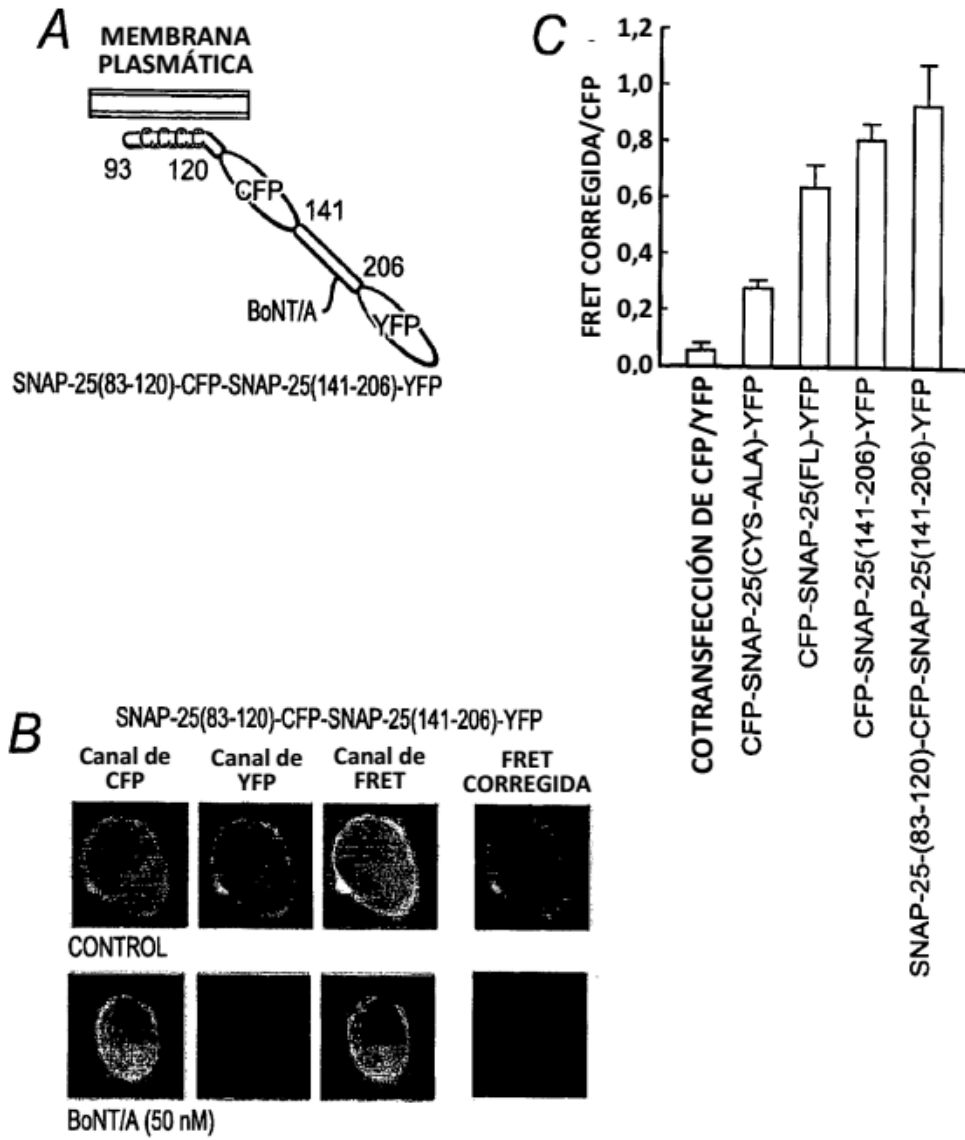 A
MEMBRANA
PLASMÁTICA
93
120
CFP
141
206
BoNT/A
YFP
SNAP-25(83-120)-CFP-SNAP-25(141-206)-YFP
C
FRET CORREGIDA/CFP
1,2
1,0
0,8
0,6
0,4
0,2
0,0
COTRANSFECCIÓN DE CFP/YFP
CFP-SNAP-25(CYS-ALA)-YFP
CFP-SNAP-25(FL)-YFP
CFP-SNAP-25(141-206)-YFP
SNAP-25-(83-120)-CFP-SNAP-25(141-206)-YFP
B
SNAP-25(83-120)-CFP-SNAP-25(141-206)-YFP
Canal de
CFP
Canal de
YFP
Canal de
FRET
FRET
CORREGIDA
CONTROL
BoNT/A (50 nM)